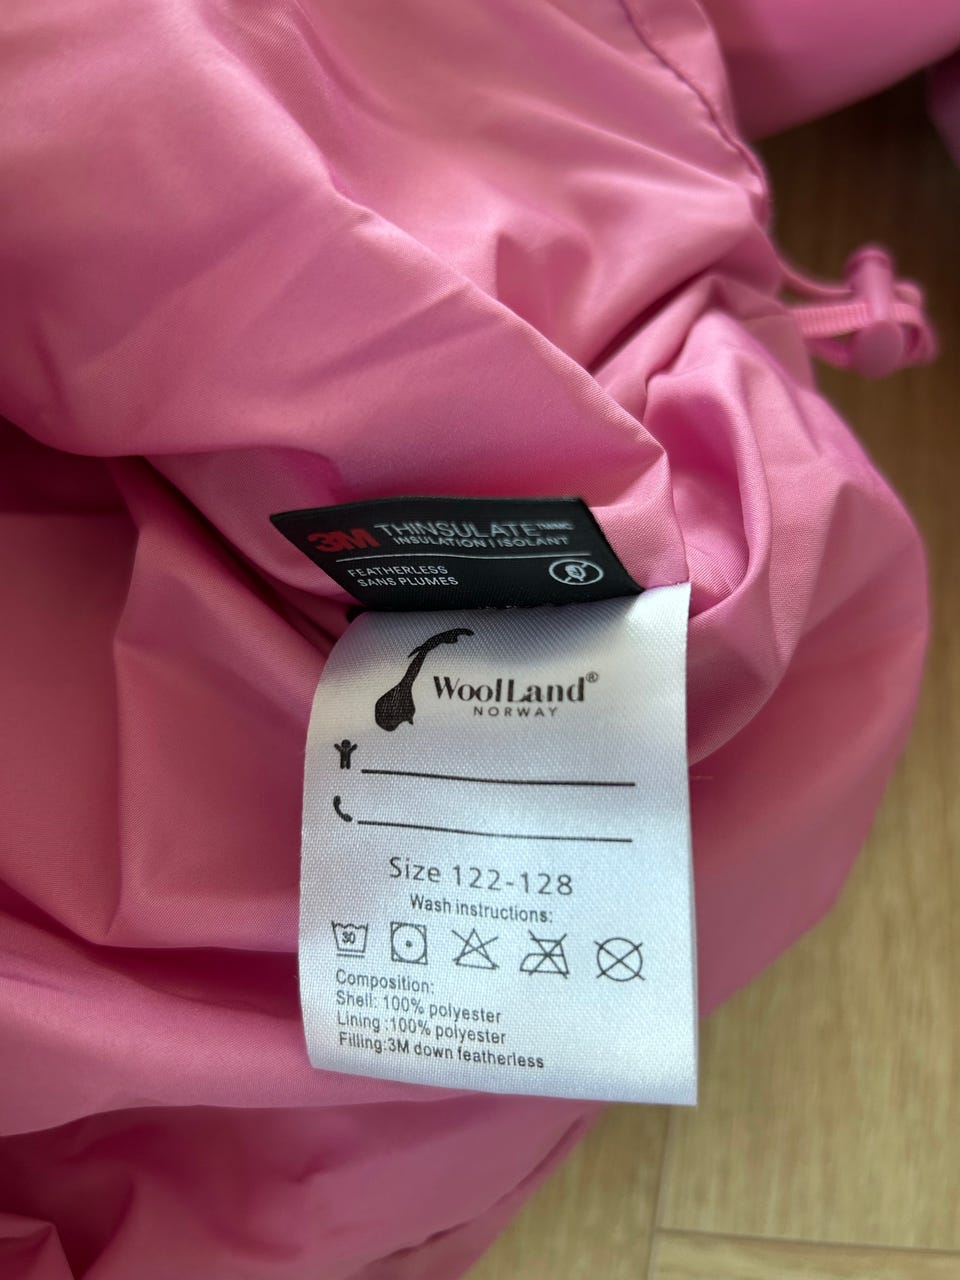 3M THINSULATE™
INSULATION | ISOLANT
FEATHERLESS
SANS PLUMES
WoolLand®
NORWAY
Size 122-128
Wash instructions:
30
Composition:
Shell: 100% polyester
Lining :100% polyester
Filling:3M down featherless